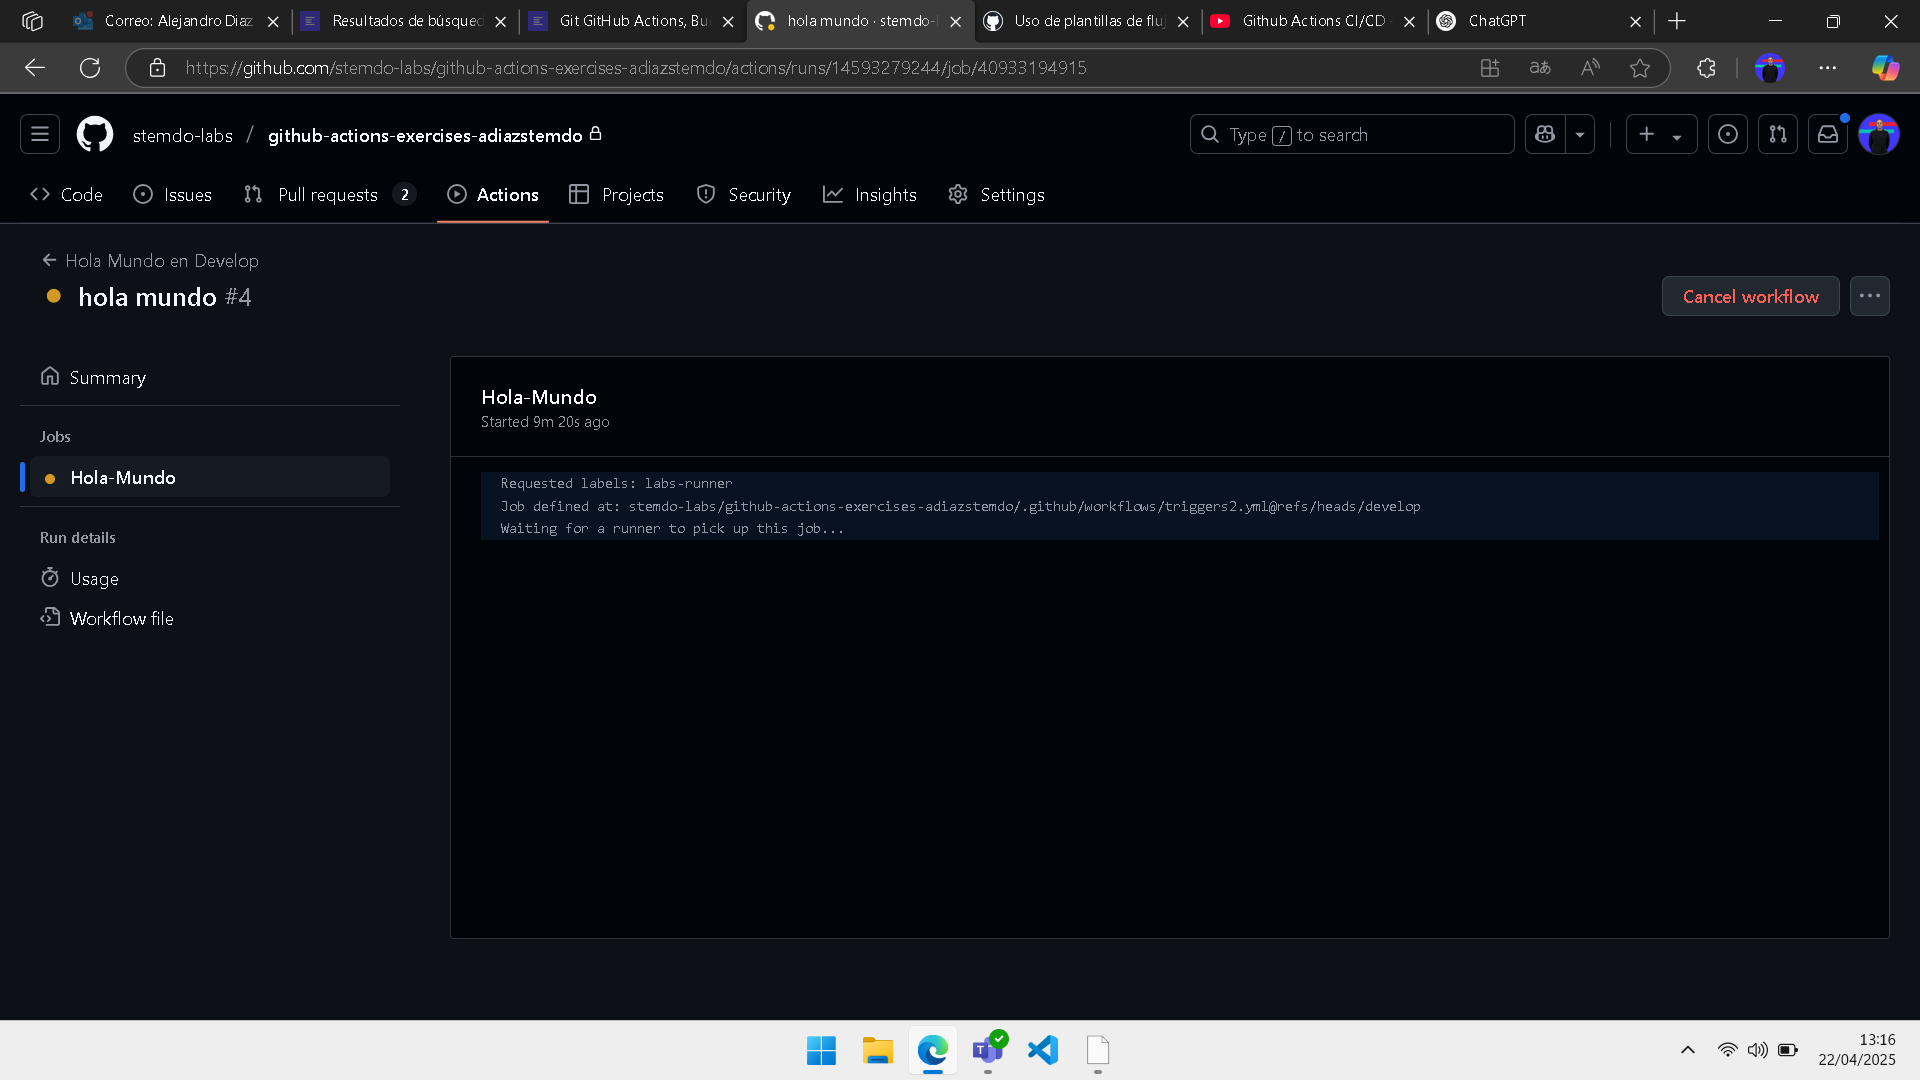 Correo: Alejandro Diaz
Resultados de búsqued
Git GitHub Actions, Bu
hola mundo · stemdo-l
Uso de plantillas de fluj
Github Actions CI/CD -
ChatGPT
https://github.com/stemdo-labs/github-actions-exercises-adiazstemdo/actions/runs/14593279244/job/40933194915
stemdo-labs / github-actions-exercises-adiazstemdo
Type / to search
Code
Issues
Pull requests 2
Actions
Projects
Security
Insights
Settings
Hola Mundo en Develop
hola mundo #4
Cancel workflow
Summary
Jobs
Hola-Mundo
Run details
Usage
Workflow file
Hola-Mundo
Started 9m 20s ago
Requested labels: labs-runner
Job defined at: stemdo-labs/github-actions-exercises-adiazstemdo/.github/workflows/triggers2.yml@refs/heads/develop
Waiting for a runner to pick up this job...
13:16
22/04/2025